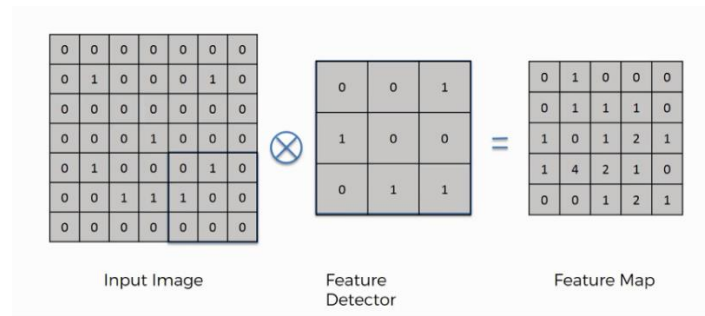 0 0 0 0 0 0 0
0 1 0 0 0 1 0
0 0 0 0 0 0 0
0 0 0 1 0 0 0
0 1 0 0 0 1 0
0 0 1 1 1 0 0
0 0 0 0 0 0 0
Input Image
0 0 1
1 0 0
0 1 1
Feature
Detector
=
0 1 0 0 0
0 1 1 1 0
1 0 1 2 1
1 4 2 1 0
0 0 1 2 1
Feature Map